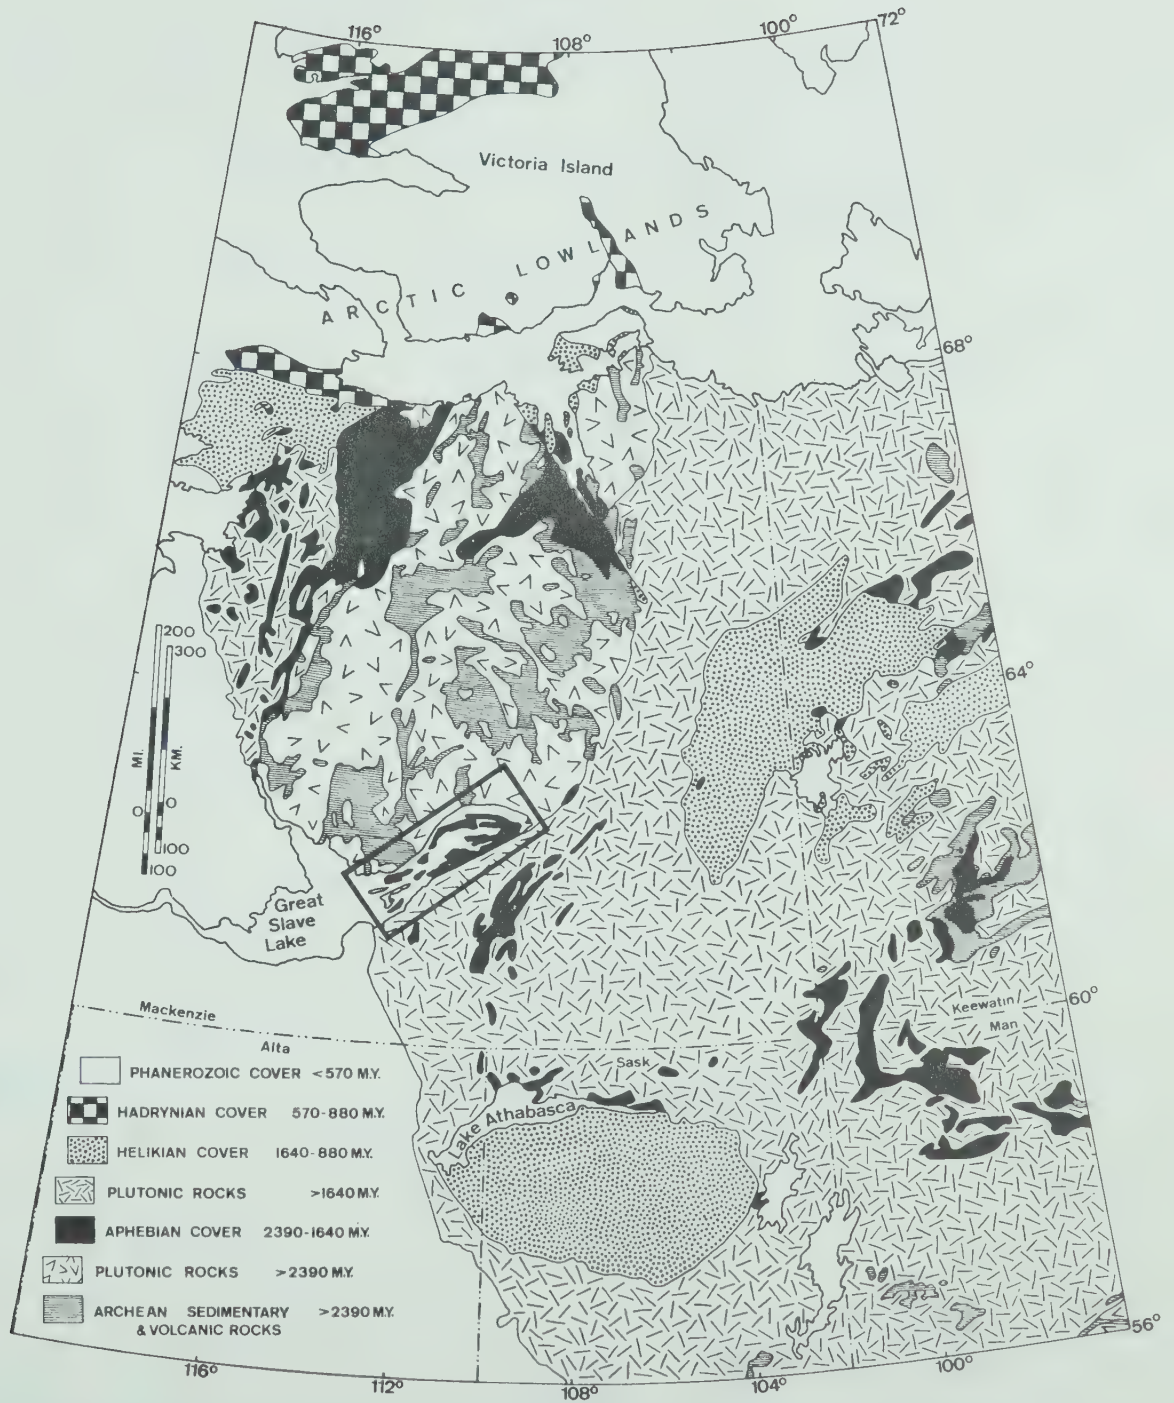 116°
108°
100°
72°
Victoria Island
ARCTIC LOWLANDS
68°
64°
200
300
MI.
KM.
0
0
100
100
Great
Slave
Lake
60°
Mackenzie
Keewatin
Man
Alta
Sask
Lake Athabasca
PHANEROZOIC COVER <570 M.Y.
HADRYNIAN COVER 570-880 M.Y.
HELIKIAN COVER 1640-880 M.Y.
PLUTONIC ROCKS >1640 M.Y.
APHEBIAN COVER 2390-1640 M.Y.
PLUTONIC ROCKS >2390 M.Y.
ARCHEAN SEDIMENTARY >2390 M.Y.
& VOLCANIC ROCKS
56°
116°
112°
108°
104°
100°